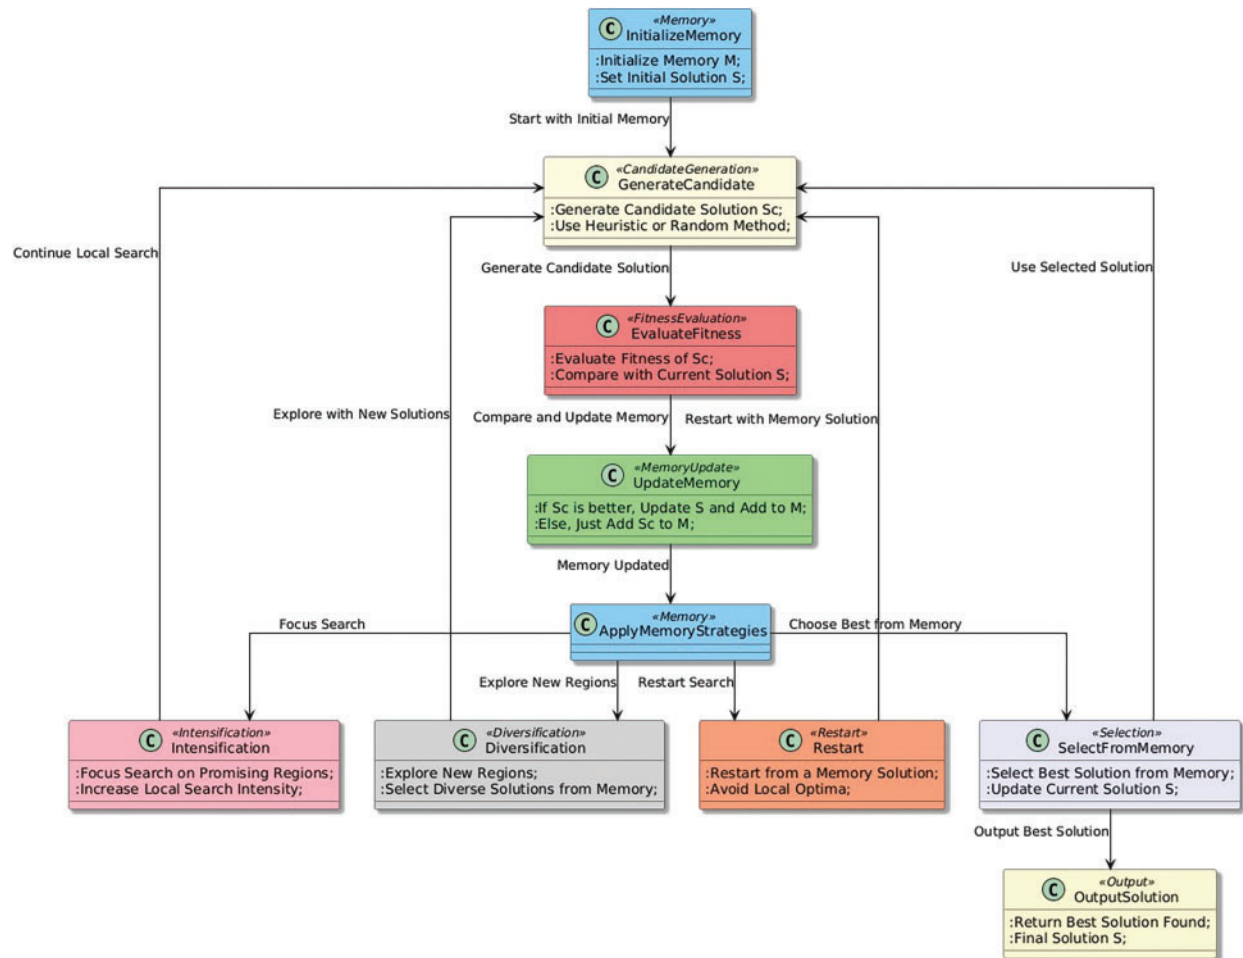 C «Memory»
InitializeMemory
:Initialize Memory M;
:Set Initial Solution S;
Start with Initial Memory
C «CandidateGeneration»
GenerateCandidate
:Generate Candidate Solution Sc;
:Use Heuristic or Random Method;
Continue Local Search
Generate Candidate Solution
Use Selected Solution
C «FitnessEvaluation»
EvaluateFitness
:Evaluate Fitness of Sc;
:Compare with Current Solution S;
Explore with New Solutions
Compare and Update Memory
Restart with Memory Solution
C «MemoryUpdate»
UpdateMemory
:If Sc is better, Update S and Add to M;
:Else, Just Add Sc to M;
Memory Updated
C «Memory»
ApplyMemoryStrategies
Focus Search
Choose Best from Memory
Explore New Regions
Restart Search
C «Intensification»
Intensification
:Focus Search on Promising Regions;
:Increase Local Search Intensity;
C «Diversification»
Diversification
:Explore New Regions;
:Select Diverse Solutions from Memory;
C «Restart»
Restart
:Restart from a Memory Solution;
:Avoid Local Optima;
C «Selection»
SelectFromMemory
:Select Best Solution from Memory;
:Update Current Solution S;
Output Best Solution
C «Output»
OutputSolution
:Return Best Solution Found;
:Final Solution S;